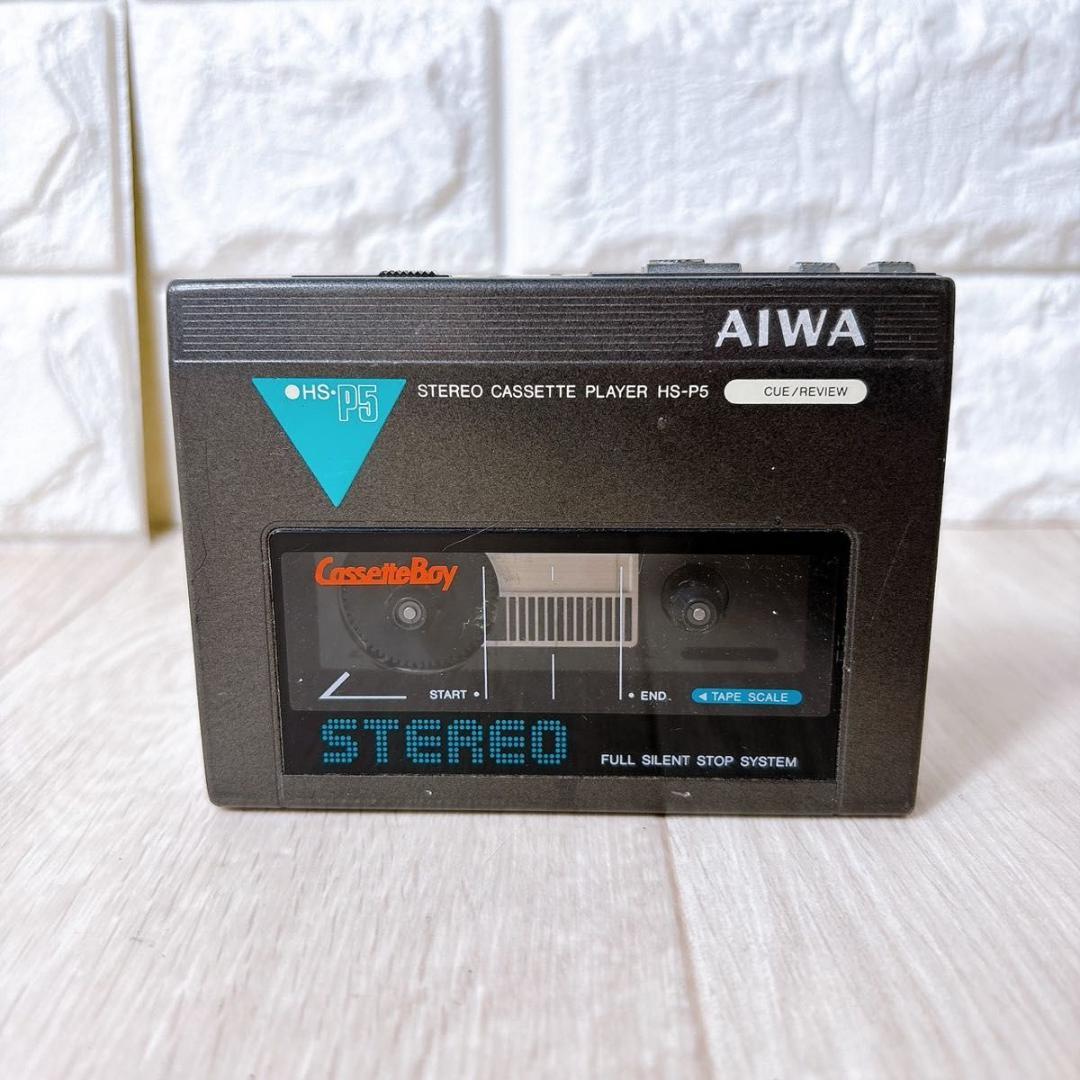 AIWA
HS-P5
STEREO CASSETTE PLAYER HS-P5
CUE/REVIEW
CassetteBoy
START
END
TAPE SCALE
STEREO
FULL SILENT STOP SYSTEM